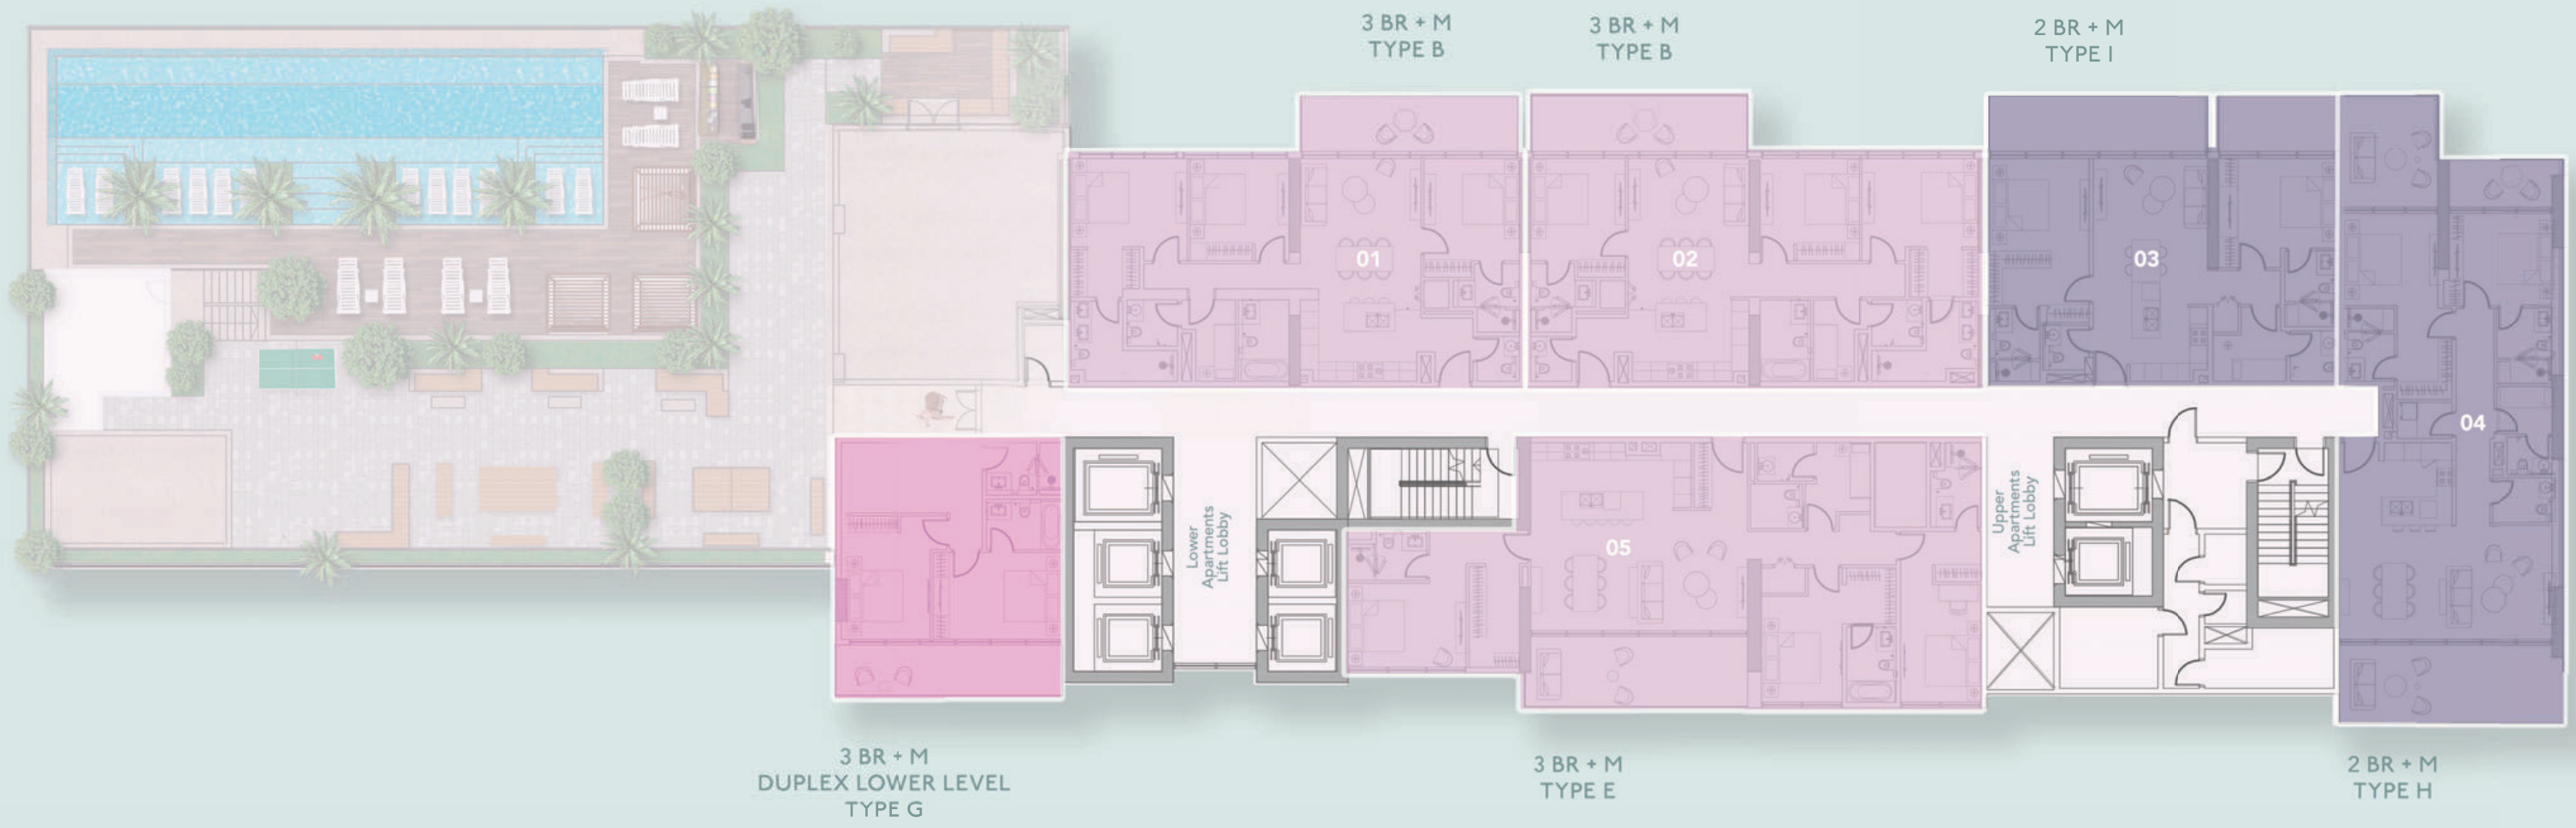 3 BR + M
TYPE B
3 BR + M
TYPE B
2 BR + M
TYPE I
01
02
03
04
05
Lower
Apartments
Lift Lobby
Upper
Apartments
Lift Lobby
3 BR + M
DUPLEX LOWER LEVEL
TYPE G
3 BR + M
TYPE E
2 BR + M
TYPE H